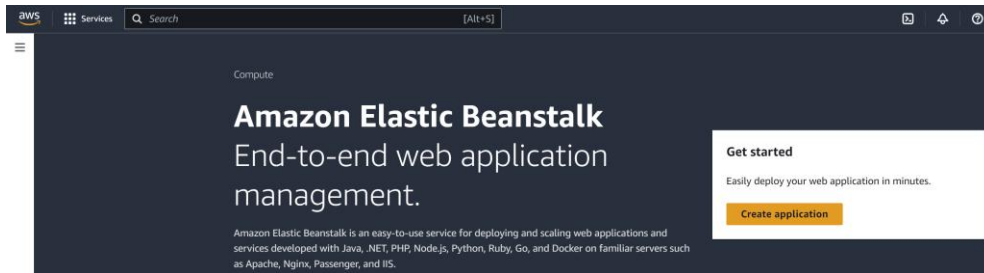 aws Services Search [Alt+S]
Compute
Amazon Elastic Beanstalk
End-to-end web application
management.
Amazon Elastic Beanstalk is an easy-to-use service for deploying and scaling web applications and
services developed with Java, .NET, PHP, Node.js, Python, Ruby, Go, and Docker on familiar servers such
as Apache, Nginx, Passenger, and IIS.
Get started
Easily deploy your web application in minutes.
Create application